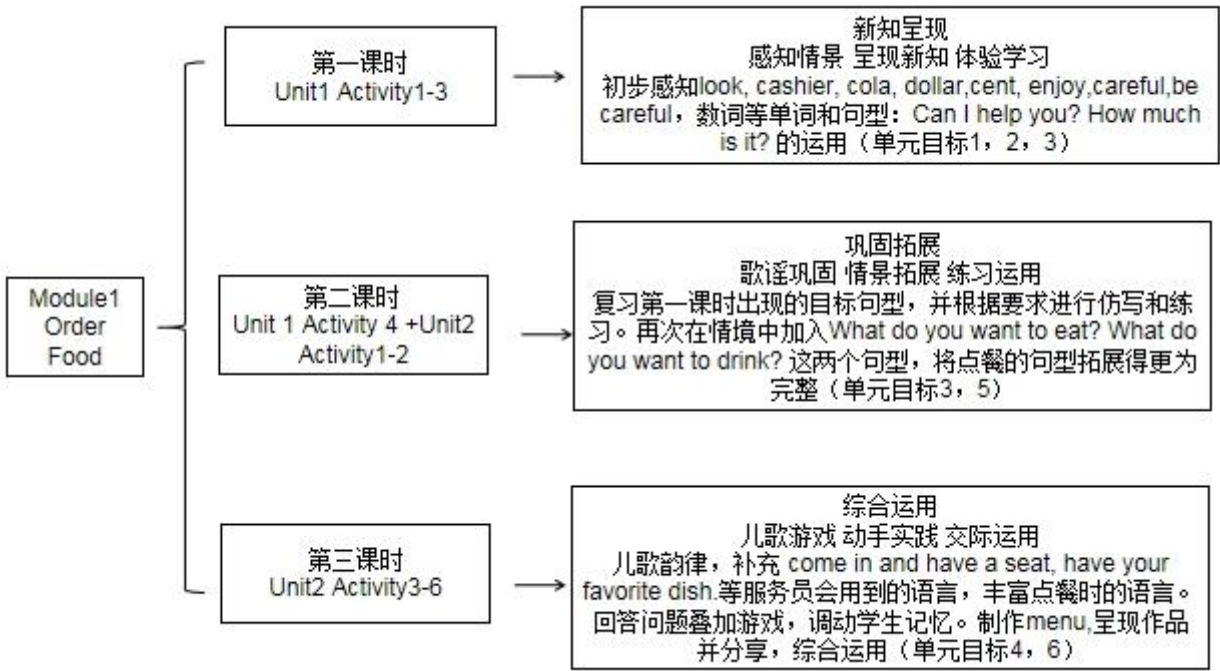 Module1
Order
Food
第一课时
Unit1 Activity1-3
新知呈现
感知情景 呈现新知 体验学习
初步感知look, cashier, cola, dollar,cent, enjoy,careful,be
careful，数词等单词和句型：Can I help you? How much
is it? 的运用（单元目标1，2，3）
第二课时
Unit 1 Activity 4 +Unit2
Activity1-2
巩固拓展
歌谣巩固 情景拓展 练习运用
复习第一课时出现的目标句型，并根据要求进行仿写和练
习。再次在情境中加入What do you want to eat? What do
you want to drink? 这两个句型，将点餐的句型拓展得更为
完整（单元目标3，5）
第三课时
Unit2 Activity3-6
综合运用
儿歌游戏 动手实践 交际运用
儿歌韵律，补充 come in and have a seat, have your
favorite dish.等服务员会用到的语言，丰富点餐时的语言。
回答问题叠加游戏，调动学生记忆。制作menu,呈现作品
并分享，综合运用（单元目标4，6）